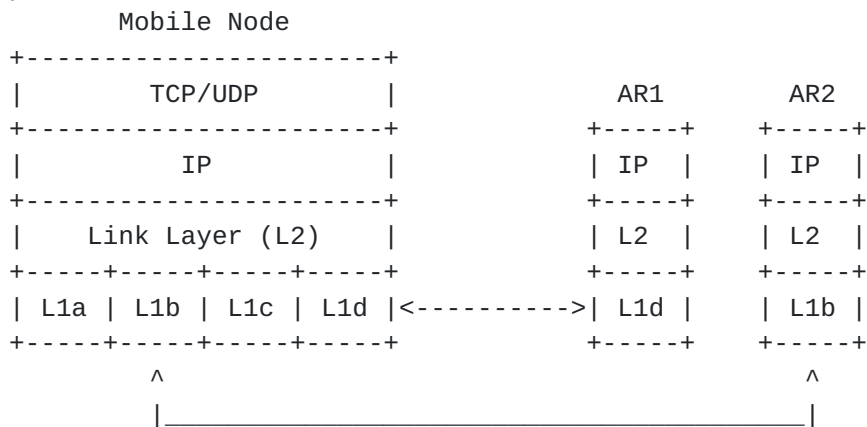 Mobile Node
+-----------------------+
|        TCP/UDP        |              AR1        AR2
+-----------------------+            +-----+    +-----+
|          IP           |            | IP  |    | IP  |
+-----------------------+            +-----+    +-----+
|    Link Layer (L2)    |            | L2  |    | L2  |
+-----+-----+-----+-----+            +-----+    +-----+
| L1a | L1b | L1c | L1d |<---------->| L1d |    | L1b |
+-----+-----+-----+-----+            +-----+    +-----+
         ^                                         ^
         |_________________________________________|